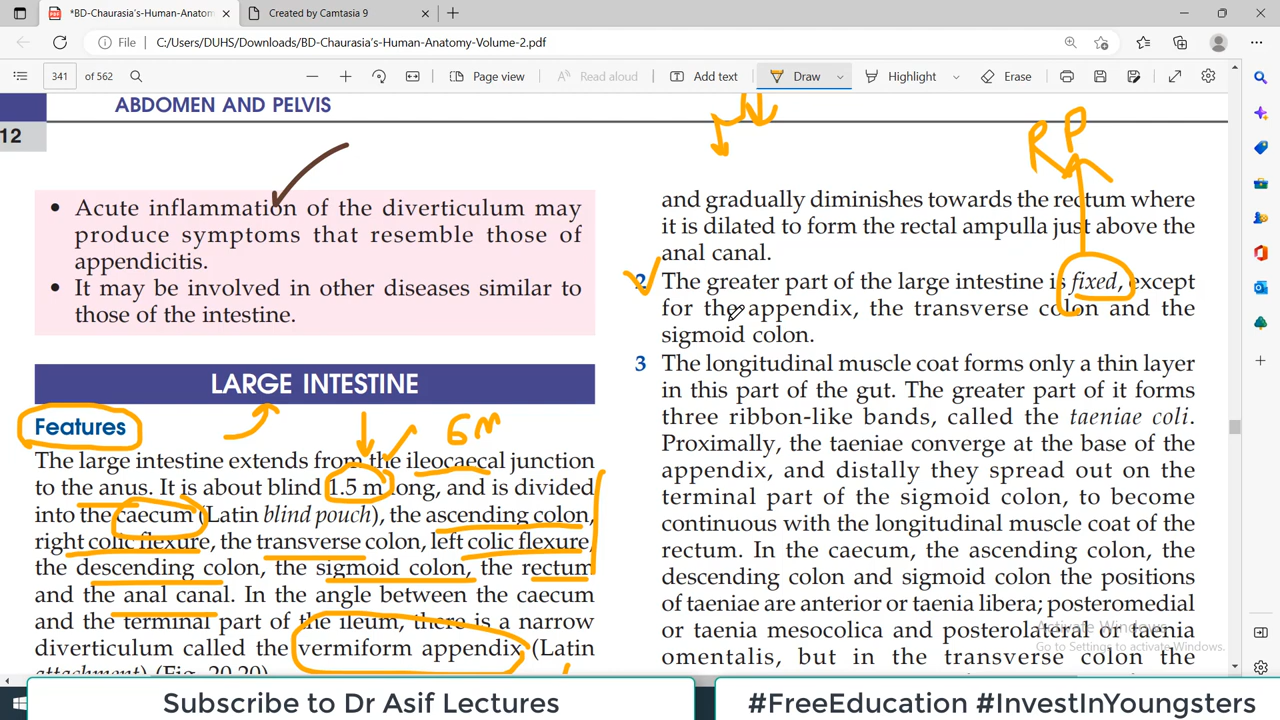 *BD-Chaurasia's-Human-Anatom
Created by Camtasia 9
File
C:/Users/DUHS/Downloads/BD-Chaurasia's-Human-Anatomy-Volume-2.pdf
341 of 562
Page view
Read aloud
Add text
Draw
Highlight
Erase
ABDOMEN AND PELVIS
12
• Acute inflammation of the diverticulum may
produce symptoms that resemble those of
appendicitis.
• It may be involved in other diseases similar to
those of the intestine.
LARGE INTESTINE
Features
6 m
The large intestine extends from the ileocaecal junction
to the anus. It is about blind 1.5 m long, and is divided
into the caecum (Latin blind pouch), the ascending colon,
right colic flexure, the transverse colon, left colic flexure,
the descending colon, the sigmoid colon, the rectum
and the anal canal. In the angle between the caecum
and the terminal part of the ileum, there is a narrow
diverticulum called the vermiform appendix (Latin
attachment) (Fig. 20.20)
RP
and gradually diminishes towards the rectum where
it is dilated to form the rectal ampulla just above the
anal canal.
2 The greater part of the large intestine is fixed, except
for the appendix, the transverse colon and the
sigmoid colon.
3 The longitudinal muscle coat forms only a thin layer
in this part of the gut. The greater part of it forms
three ribbon-like bands, called the taeniae coli.
Proximally, the taeniae converge at the base of the
appendix, and distally they spread out on the
terminal part of the sigmoid colon, to become
continuous with the longitudinal muscle coat of the
rectum. In the caecum, the ascending colon, the
descending colon and sigmoid colon the positions
of taeniae are anterior or taenia libera; posteromedial
or taenia mesocolica and posterolateral or taenia
omentalis, but in the transverse colon the
Activate Windows
Go to Settings to activate Windows.
Subscribe to Dr Asif Lectures
#FreeEducation #InvestInYoungsters